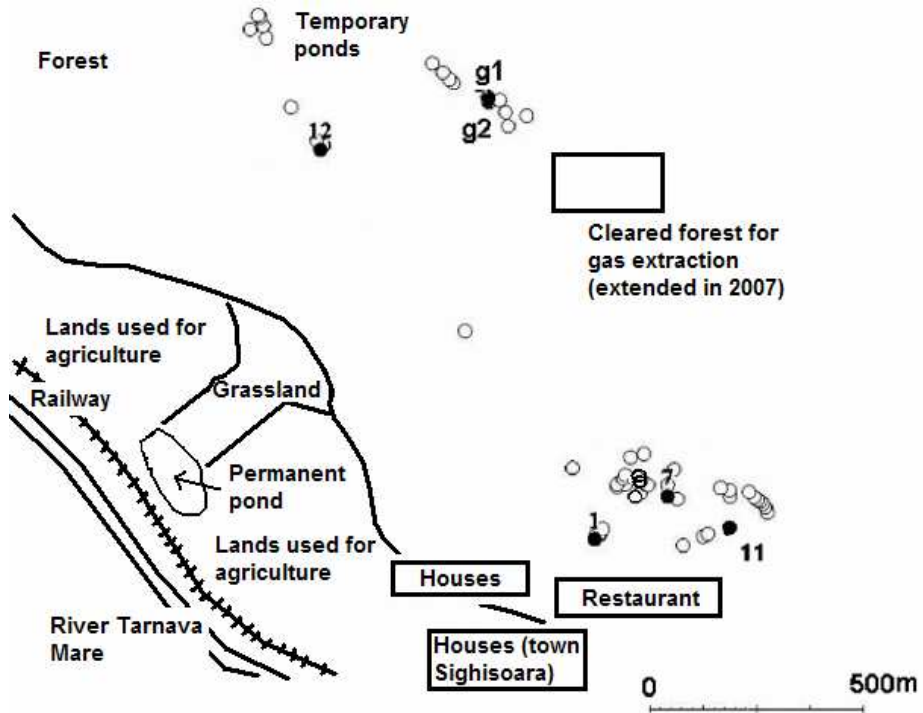 Temporary
ponds
Forest
g1
g2
12
Cleared forest for
gas extraction
(extended in 2007)
Lands used for
agriculture
Grassland
Railway
Permanent
pond
7
1
11
Lands used for
agriculture
Houses
Restaurant
River Tarnava
Mare
Houses (town
Sighisoara)
0 500m